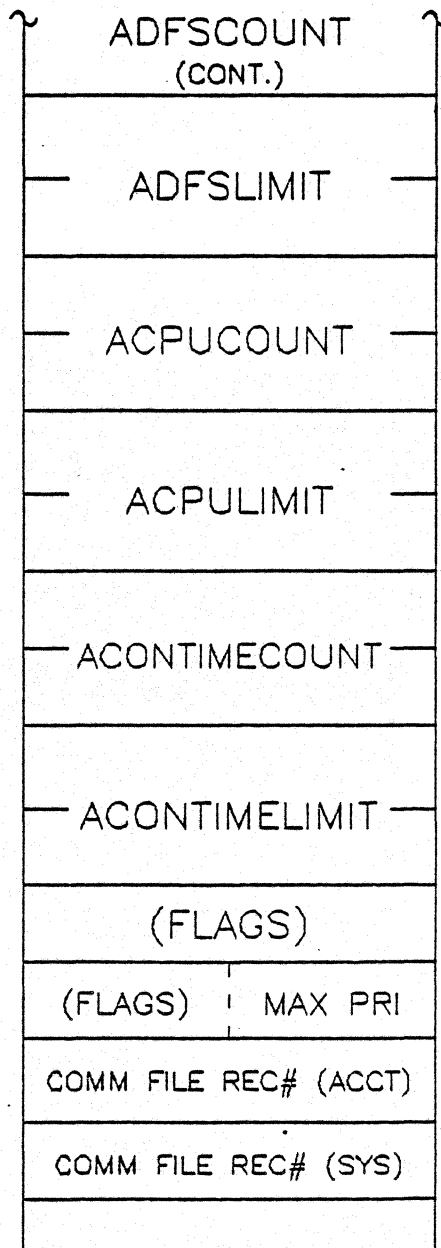 ADFSCOUNT
(CONT.)
ADFSLIMIT
ACPUCOUNT
ACPULIMIT
ACONTIMECOUNT
ACONTIMELIMIT
(FLAGS)
(FLAGS) MAX PRI
COMM FILE REC# (ACCT)
COMM FILE REC# (SYS)